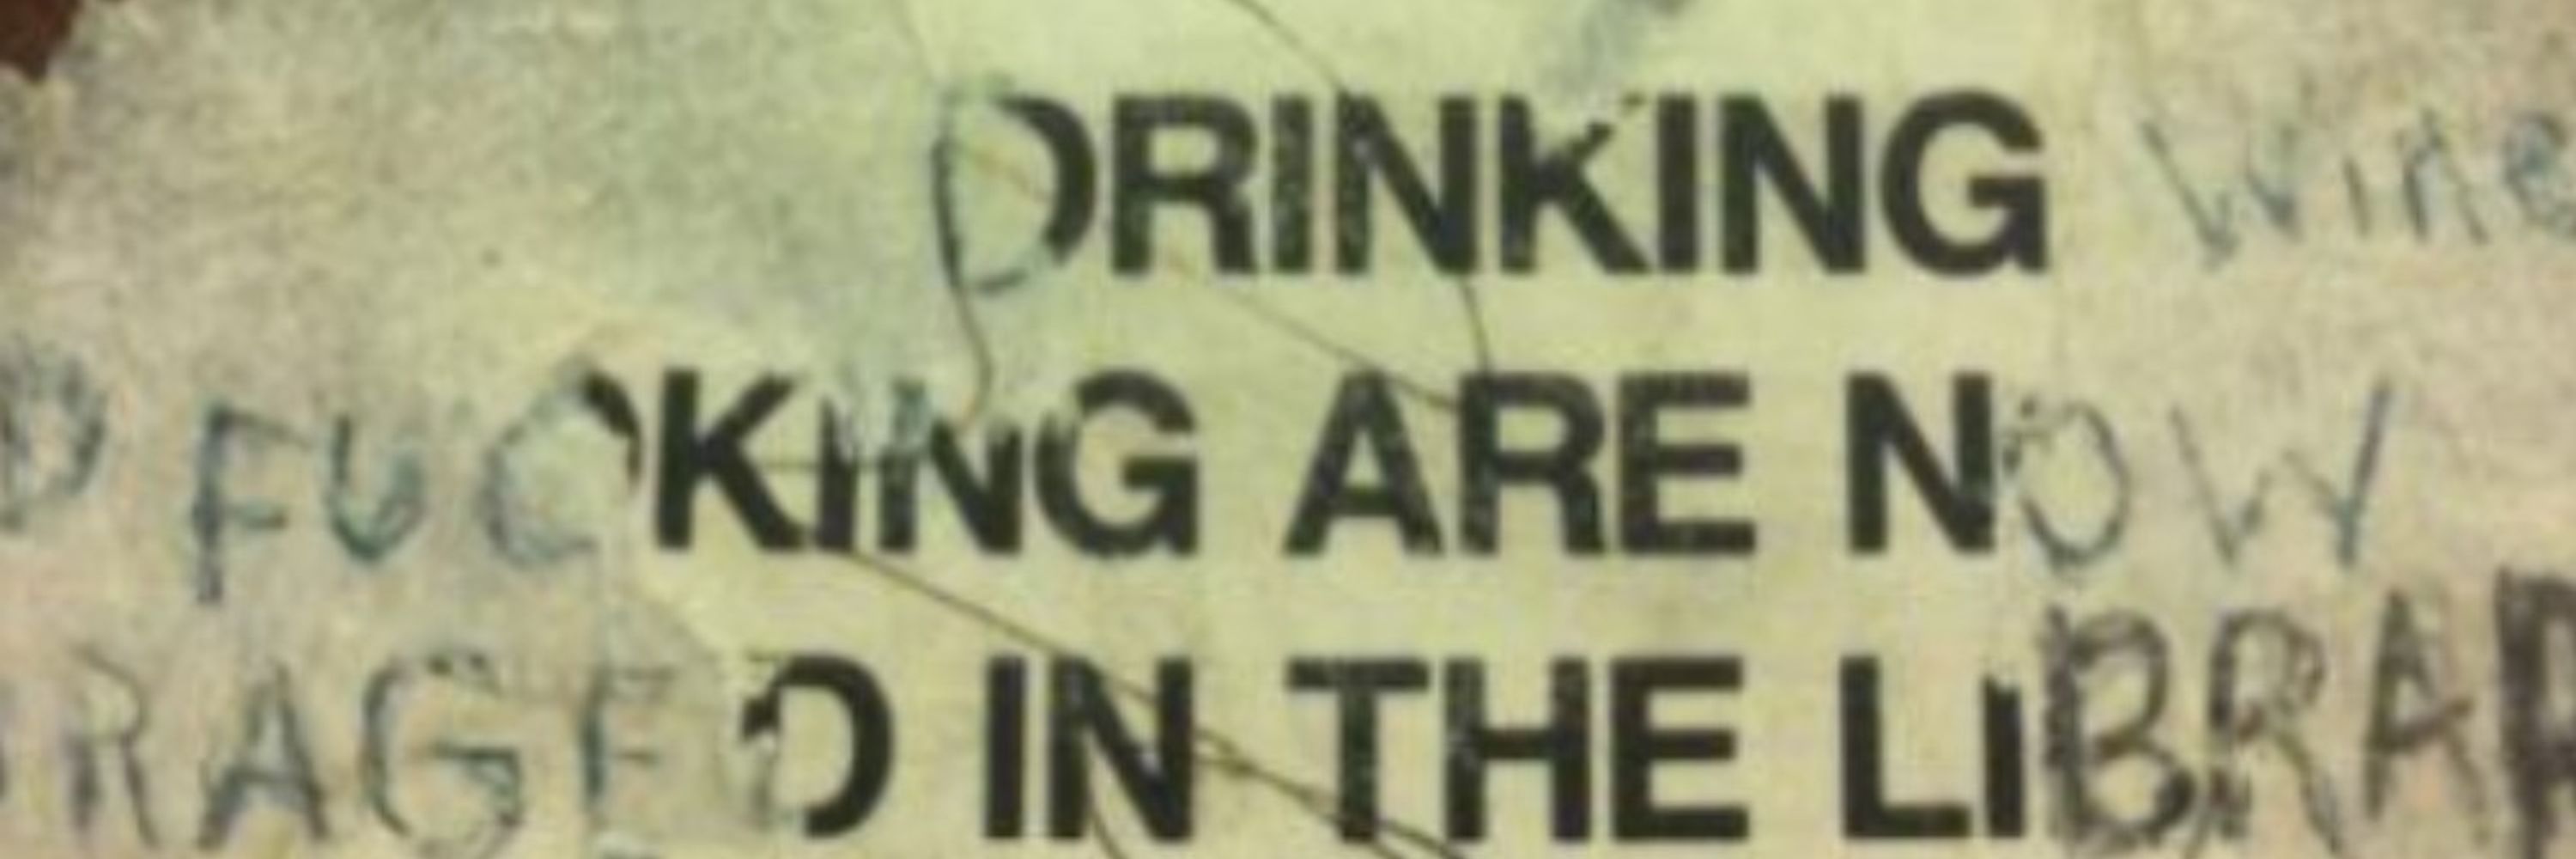 DRINKING Wine
D FUCKING ARE NOW
RAGED IN THE LIBRAR